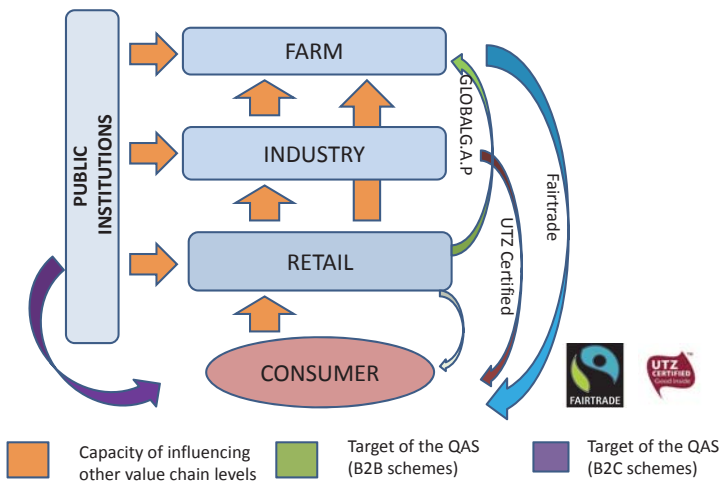 FARM
PUBLIC
INSTITUTIONS
INDUSTRY
RETAIL
CONSUMER
GLOBALG.A.P
UTZ Certified
Fairtrade
FAIRTRADE
UTZ
CERTIFIED
Good inside
TM
Capacity of influencing
other value chain levels
Target of the QAS
(B2B schemes)
Target of the QAS
(B2C schemes)